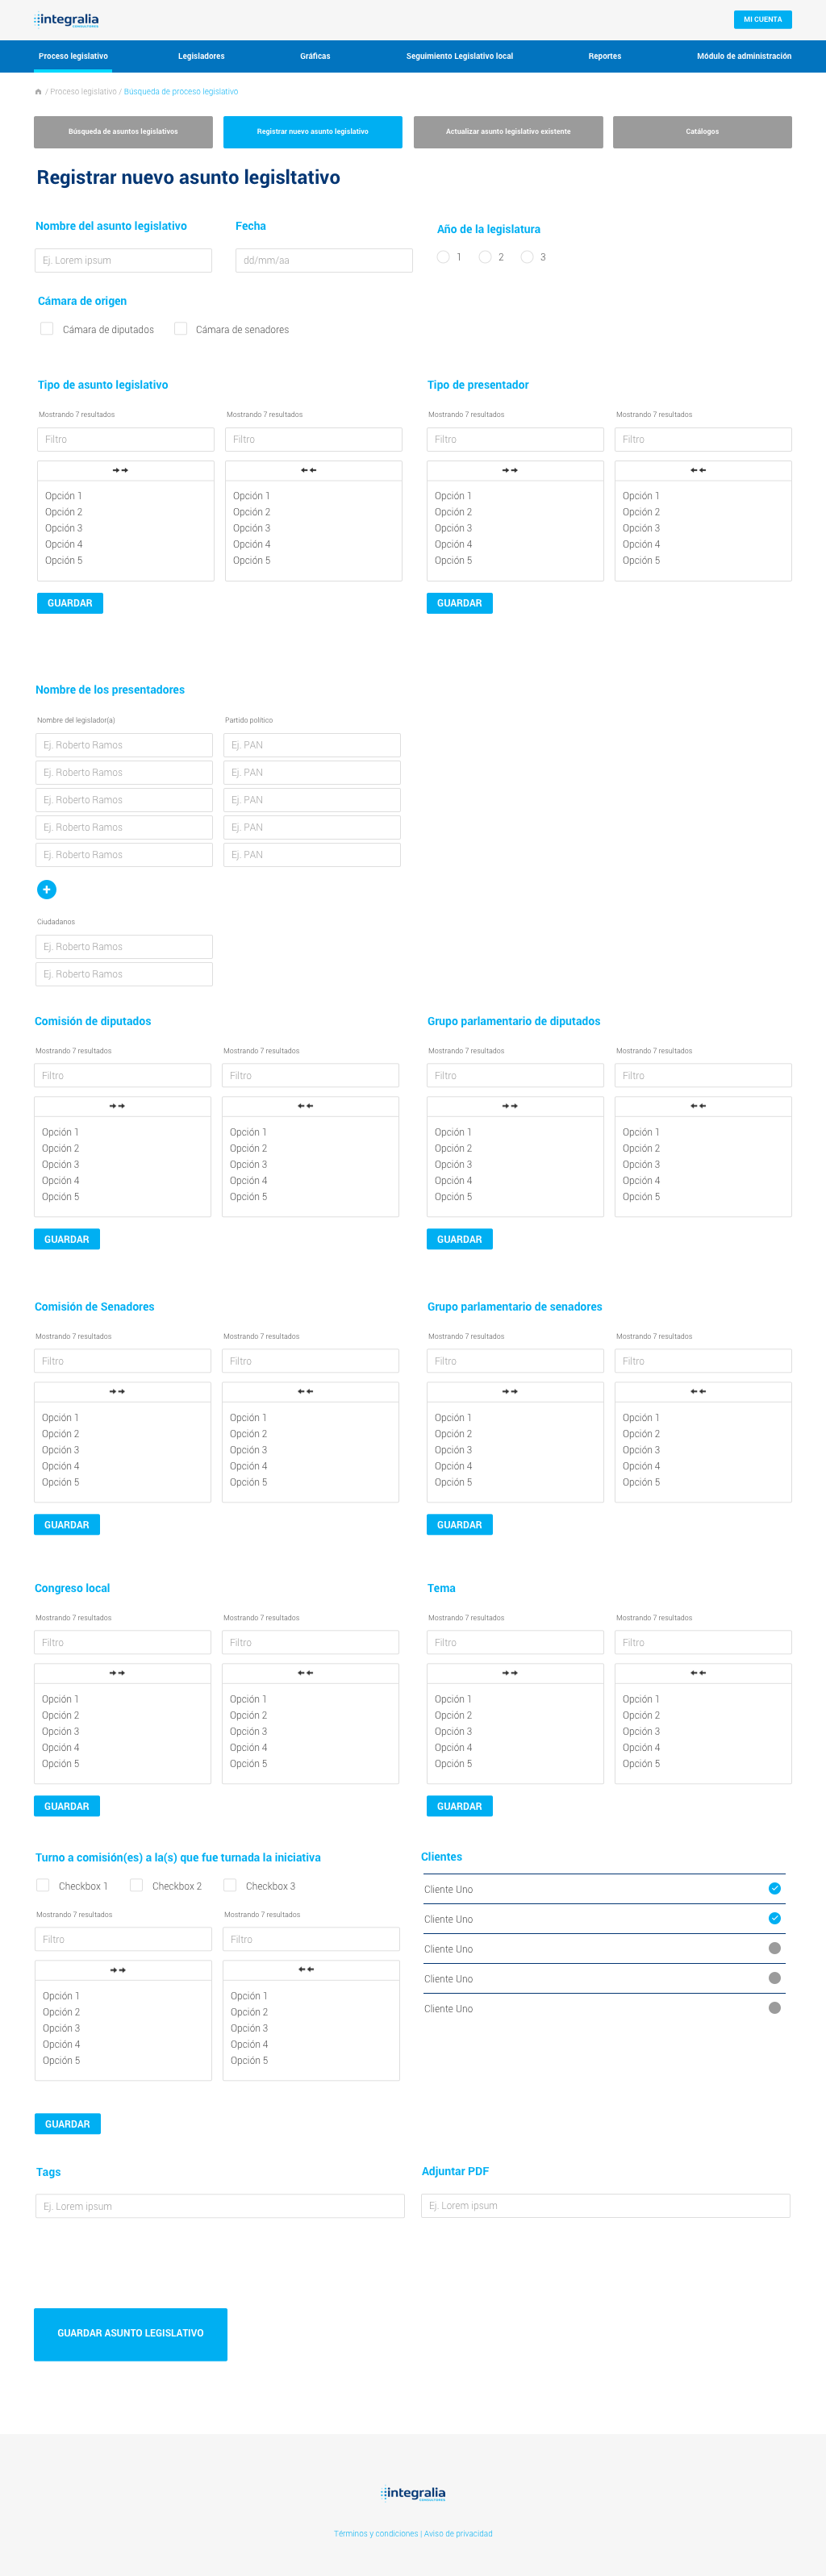 integralia
CONSULTORES
MI CUENTA
Proceso legislativo Legisladores Gráficas Seguimiento Legislativo local Reportes Módulo de administración
/ Proceso legislativo / Búsqueda de proceso legislativo
Búsqueda de asuntos legislativos Registrar nuevo asunto legislativo Actualizar asunto legislativo existente Catálogos
Registrar nuevo asunto legisltativo
Nombre del asunto legislativo
Ej. Lorem ipsum
Fecha
dd/mm/aa
Año de la legislatura
1 2 3
Cámara de origen
Cámara de diputados Cámara de senadores
Tipo de asunto legislativo
Mostrando 7 resultados Mostrando 7 resultados
Filtro Filtro
Opción 1 Opción 1
Opción 2 Opción 2
Opción 3 Opción 3
Opción 4 Opción 4
Opción 5 Opción 5
GUARDAR
Tipo de presentador
Mostrando 7 resultados Mostrando 7 resultados
Filtro Filtro
Opción 1 Opción 1
Opción 2 Opción 2
Opción 3 Opción 3
Opción 4 Opción 4
Opción 5 Opción 5
GUARDAR
Nombre de los presentadores
Nombre del legislador(a) Partido político
Ej. Roberto Ramos Ej. PAN
Ej. Roberto Ramos Ej. PAN
Ej. Roberto Ramos Ej. PAN
Ej. Roberto Ramos Ej. PAN
Ej. Roberto Ramos Ej. PAN
+
Ciudadanos
Ej. Roberto Ramos
Ej. Roberto Ramos
Comisión de diputados
Mostrando 7 resultados Mostrando 7 resultados
Filtro Filtro
Opción 1 Opción 1
Opción 2 Opción 2
Opción 3 Opción 3
Opción 4 Opción 4
Opción 5 Opción 5
GUARDAR
Grupo parlamentario de diputados
Mostrando 7 resultados Mostrando 7 resultados
Filtro Filtro
Opción 1 Opción 1
Opción 2 Opción 2
Opción 3 Opción 3
Opción 4 Opción 4
Opción 5 Opción 5
GUARDAR
Comisión de Senadores
Mostrando 7 resultados Mostrando 7 resultados
Filtro Filtro
Opción 1 Opción 1
Opción 2 Opción 2
Opción 3 Opción 3
Opción 4 Opción 4
Opción 5 Opción 5
GUARDAR
Grupo parlamentario de senadores
Mostrando 7 resultados Mostrando 7 resultados
Filtro Filtro
Opción 1 Opción 1
Opción 2 Opción 2
Opción 3 Opción 3
Opción 4 Opción 4
Opción 5 Opción 5
GUARDAR
Congreso local
Mostrando 7 resultados Mostrando 7 resultados
Filtro Filtro
Opción 1 Opción 1
Opción 2 Opción 2
Opción 3 Opción 3
Opción 4 Opción 4
Opción 5 Opción 5
GUARDAR
Tema
Mostrando 7 resultados Mostrando 7 resultados
Filtro Filtro
Opción 1 Opción 1
Opción 2 Opción 2
Opción 3 Opción 3
Opción 4 Opción 4
Opción 5 Opción 5
GUARDAR
Turno a comisión(es) a la(s) que fue turnada la iniciativa
Checkbox 1 Checkbox 2 Checkbox 3
Mostrando 7 resultados Mostrando 7 resultados
Filtro Filtro
Opción 1 Opción 1
Opción 2 Opción 2
Opción 3 Opción 3
Opción 4 Opción 4
Opción 5 Opción 5
GUARDAR
Clientes
Cliente Uno
Cliente Uno
Cliente Uno
Cliente Uno
Cliente Uno
Tags
Ej. Lorem ipsum
Adjuntar PDF
Ej. Lorem ipsum
GUARDAR ASUNTO LEGISLATIVO
integralia
CONSULTORES
Términos y condiciones | Aviso de privacidad